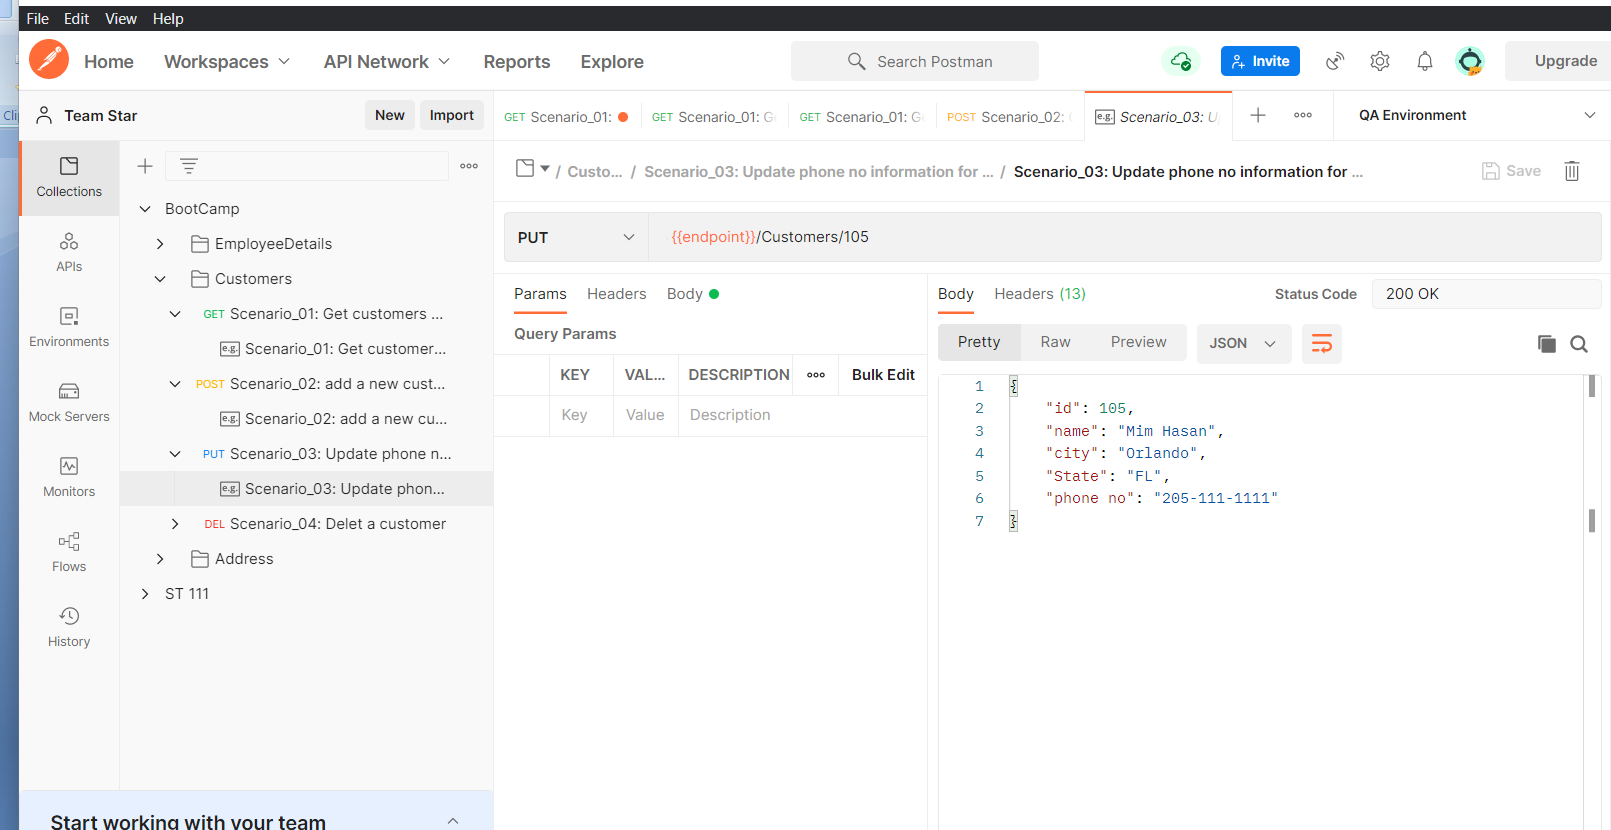 File Edit View Help
Home Workspaces API Network Reports Explore Search Postman Invite Upgrade
Cli
Team Star New Import
GET Scenario_01: GET Scenario_01: G GET Scenario_01: G POST Scenario_02: e.g. Scenario_03: U QA Environment
Collections
APIs
Environments
Mock Servers
Monitors
Flows
History
BootCamp
EmployeeDetails
Customers
GET Scenario_01: Get customers ...
e.g. Scenario_01: Get customer...
POST Scenario_02: add a new cust...
e.g. Scenario_02: add a new cu...
PUT Scenario_03: Update phone n...
e.g. Scenario_03: Update phon...
DEL Scenario_04: Delet a customer
Address
ST 111
Start working with your team
/ Custo... / Scenario_03: Update phone no information for ... / Scenario_03: Update phone no information for ... Save
PUT {{endpoint}}/Customers/105
Params Headers Body
Query Params
KEY VAL... DESCRIPTION Bulk Edit
Key Value Description
Body Headers (13) Status Code 200 OK
Pretty Raw Preview JSON
1 {
2 "id": 105,
3 "name": "Mim Hasan",
4 "city": "Orlando",
5 "State": "FL",
6 "phone no": "205-111-1111"
7 }